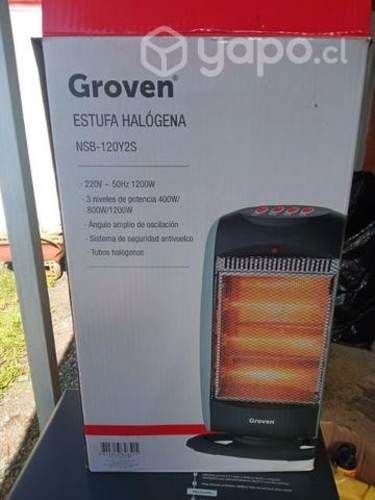 yapo.cl
Groven®
ESTUFA HALÓGENA
NSB-120Y2S
· 220V ~ 50Hz 1200W
· 3 niveles de potencia 400W/
800W/1200W
· Ángulo amplio de oscilación
· Sistema de seguridad antivuelco
· Tubos halógenos
Groven